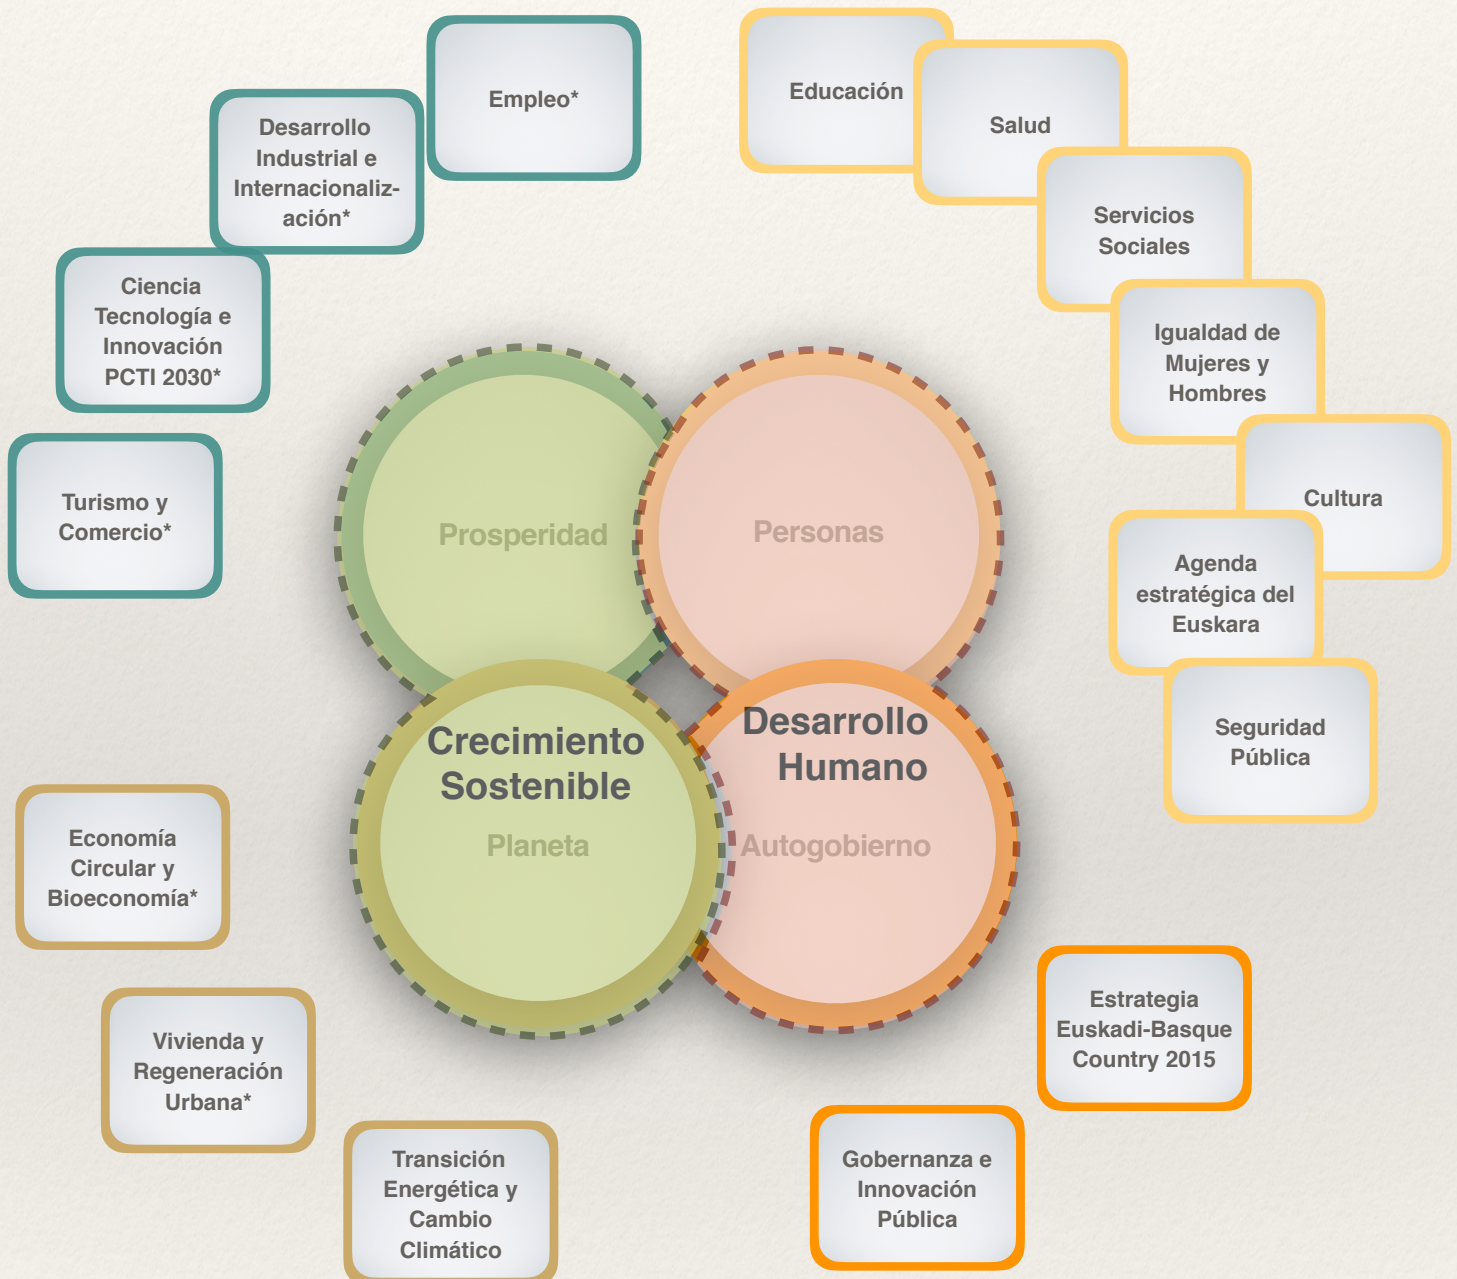 Empleo*
Desarrollo
Industrial e
Internacionaliz-
ación*
Ciencia
Tecnología e
Innovación
PCTI 2030*
Turismo y
Comercio*
Educación
Salud
Servicios
Sociales
Igualdad de
Mujeres y
Hombres
Cultura
Agenda
estratégica del
Euskara
Seguridad
Pública
Prosperidad
Personas
Crecimiento
Sostenible
Planeta
Desarrollo
Humano
Autogobierno
Economía
Circular y
Bioeconomía*
Vivienda y
Regeneración
Urbana*
Transición
Energética y
Cambio
Climático
Estrategia
Euskadi-Basque
Country 2015
Gobernanza e
Innovación
Pública